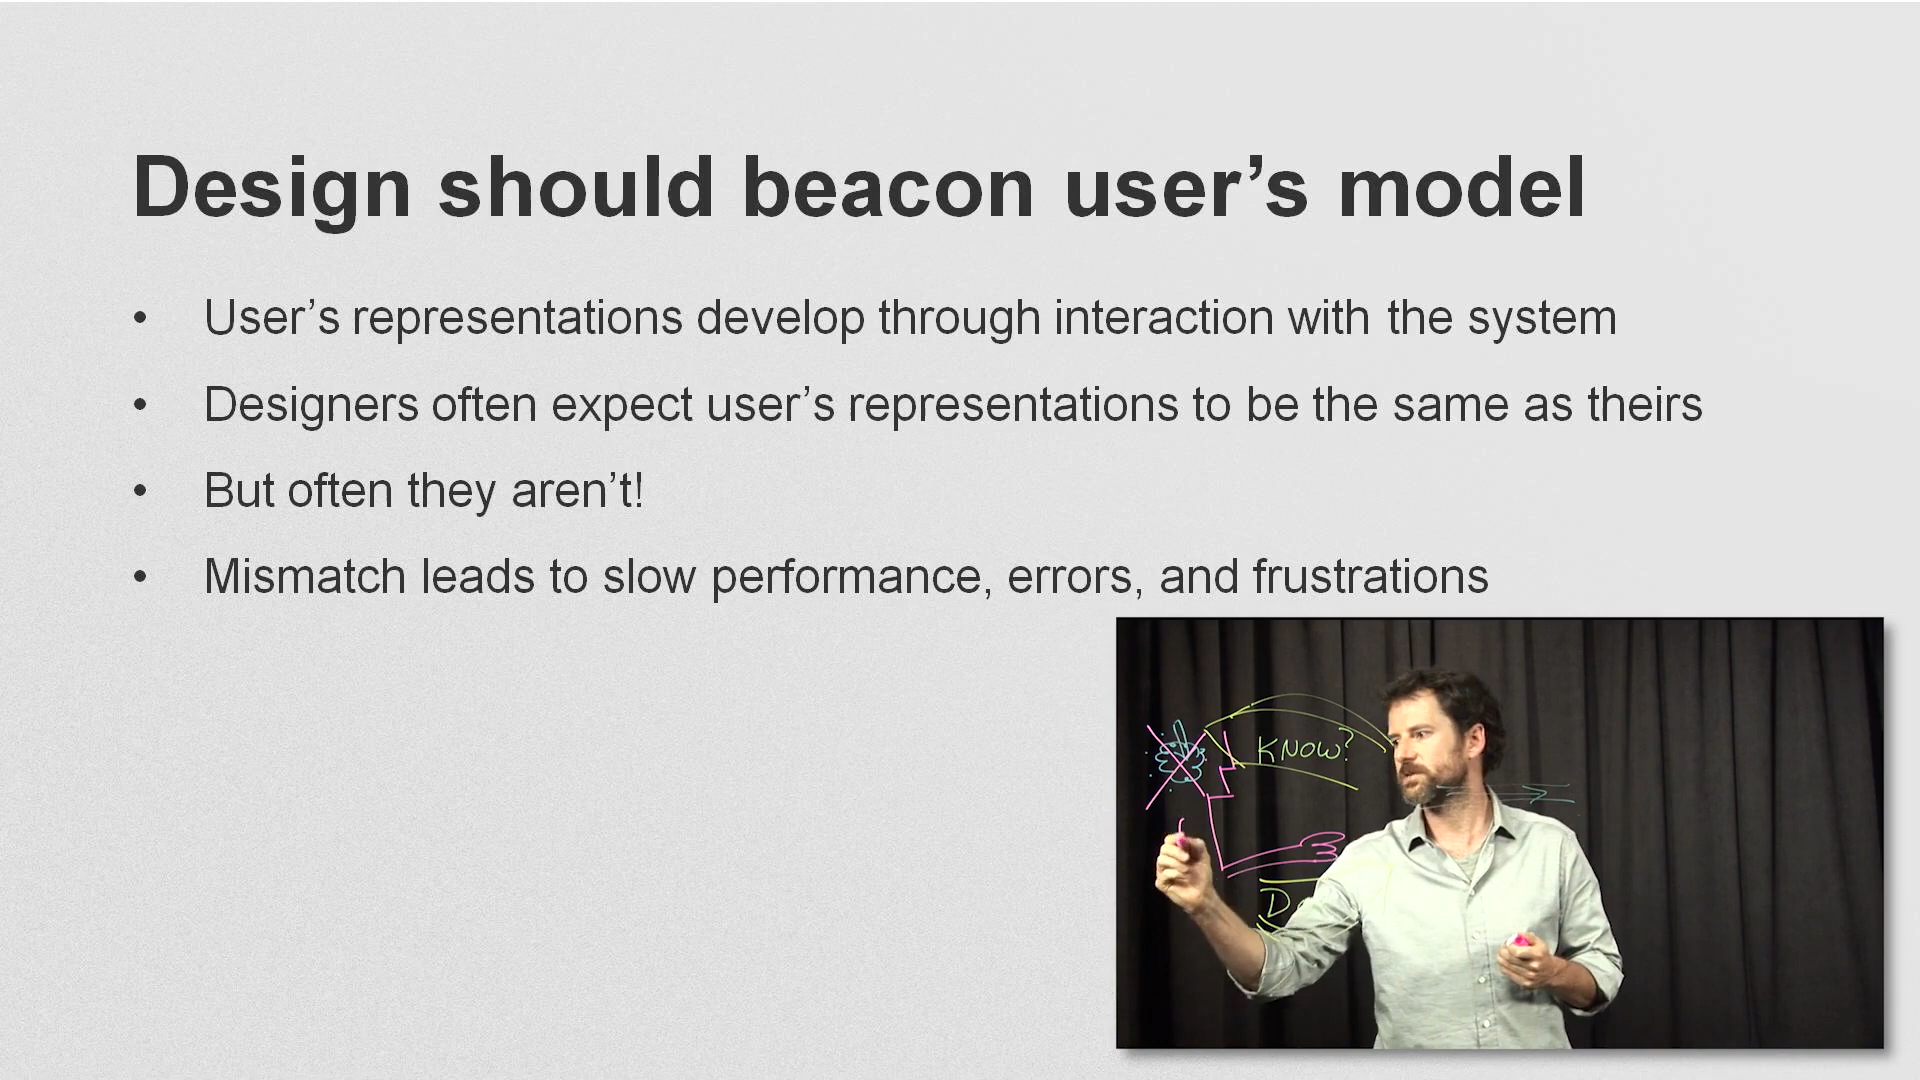 Design should beacon user’s model
• User’s representations develop through interaction with the system
• Designers often expect user’s representations to be the same as theirs
• But often they aren’t!
• Mismatch leads to slow performance, errors, and frustrations
KNOW?